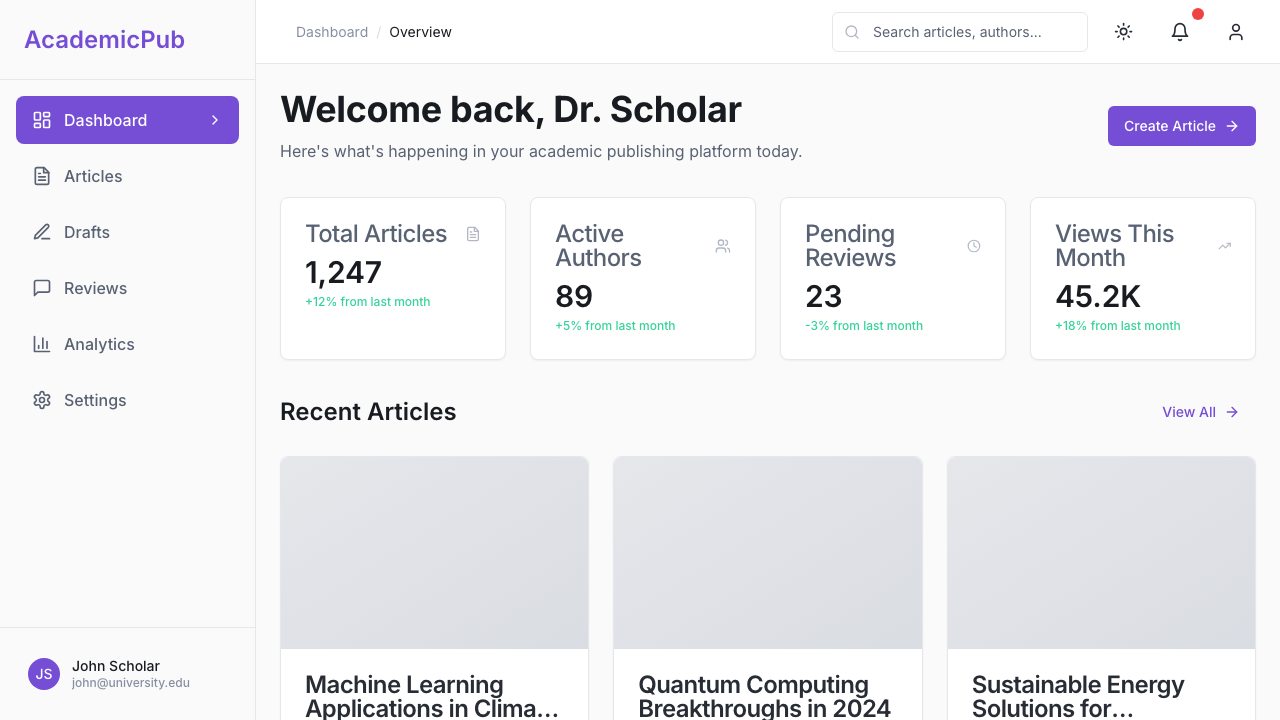 AcademicPub
Dashboard
Articles
Drafts
Reviews
Analytics
Settings
JS
John Scholar
john@university.edu
Dashboard / Overview
Search articles, authors...
Welcome back, Dr. Scholar
Here's what's happening in your academic publishing platform today.
Create Article
Total Articles
1,247
+12% from last month
Active
Authors
89
+5% from last month
Pending
Reviews
23
-3% from last month
Views This
Month
45.2K
+18% from last month
Recent Articles
View All
Machine Learning
Applications in Clima...
Quantum Computing
Breakthroughs in 2024
Sustainable Energy
Solutions for...